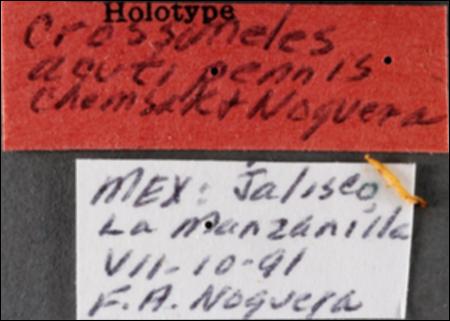 Holotype
Crossomeles
acutipennis
Chemsak & Noguera
MEX: Jalisco,
La Manzanilla
VII-10-91
F.A. Noguera